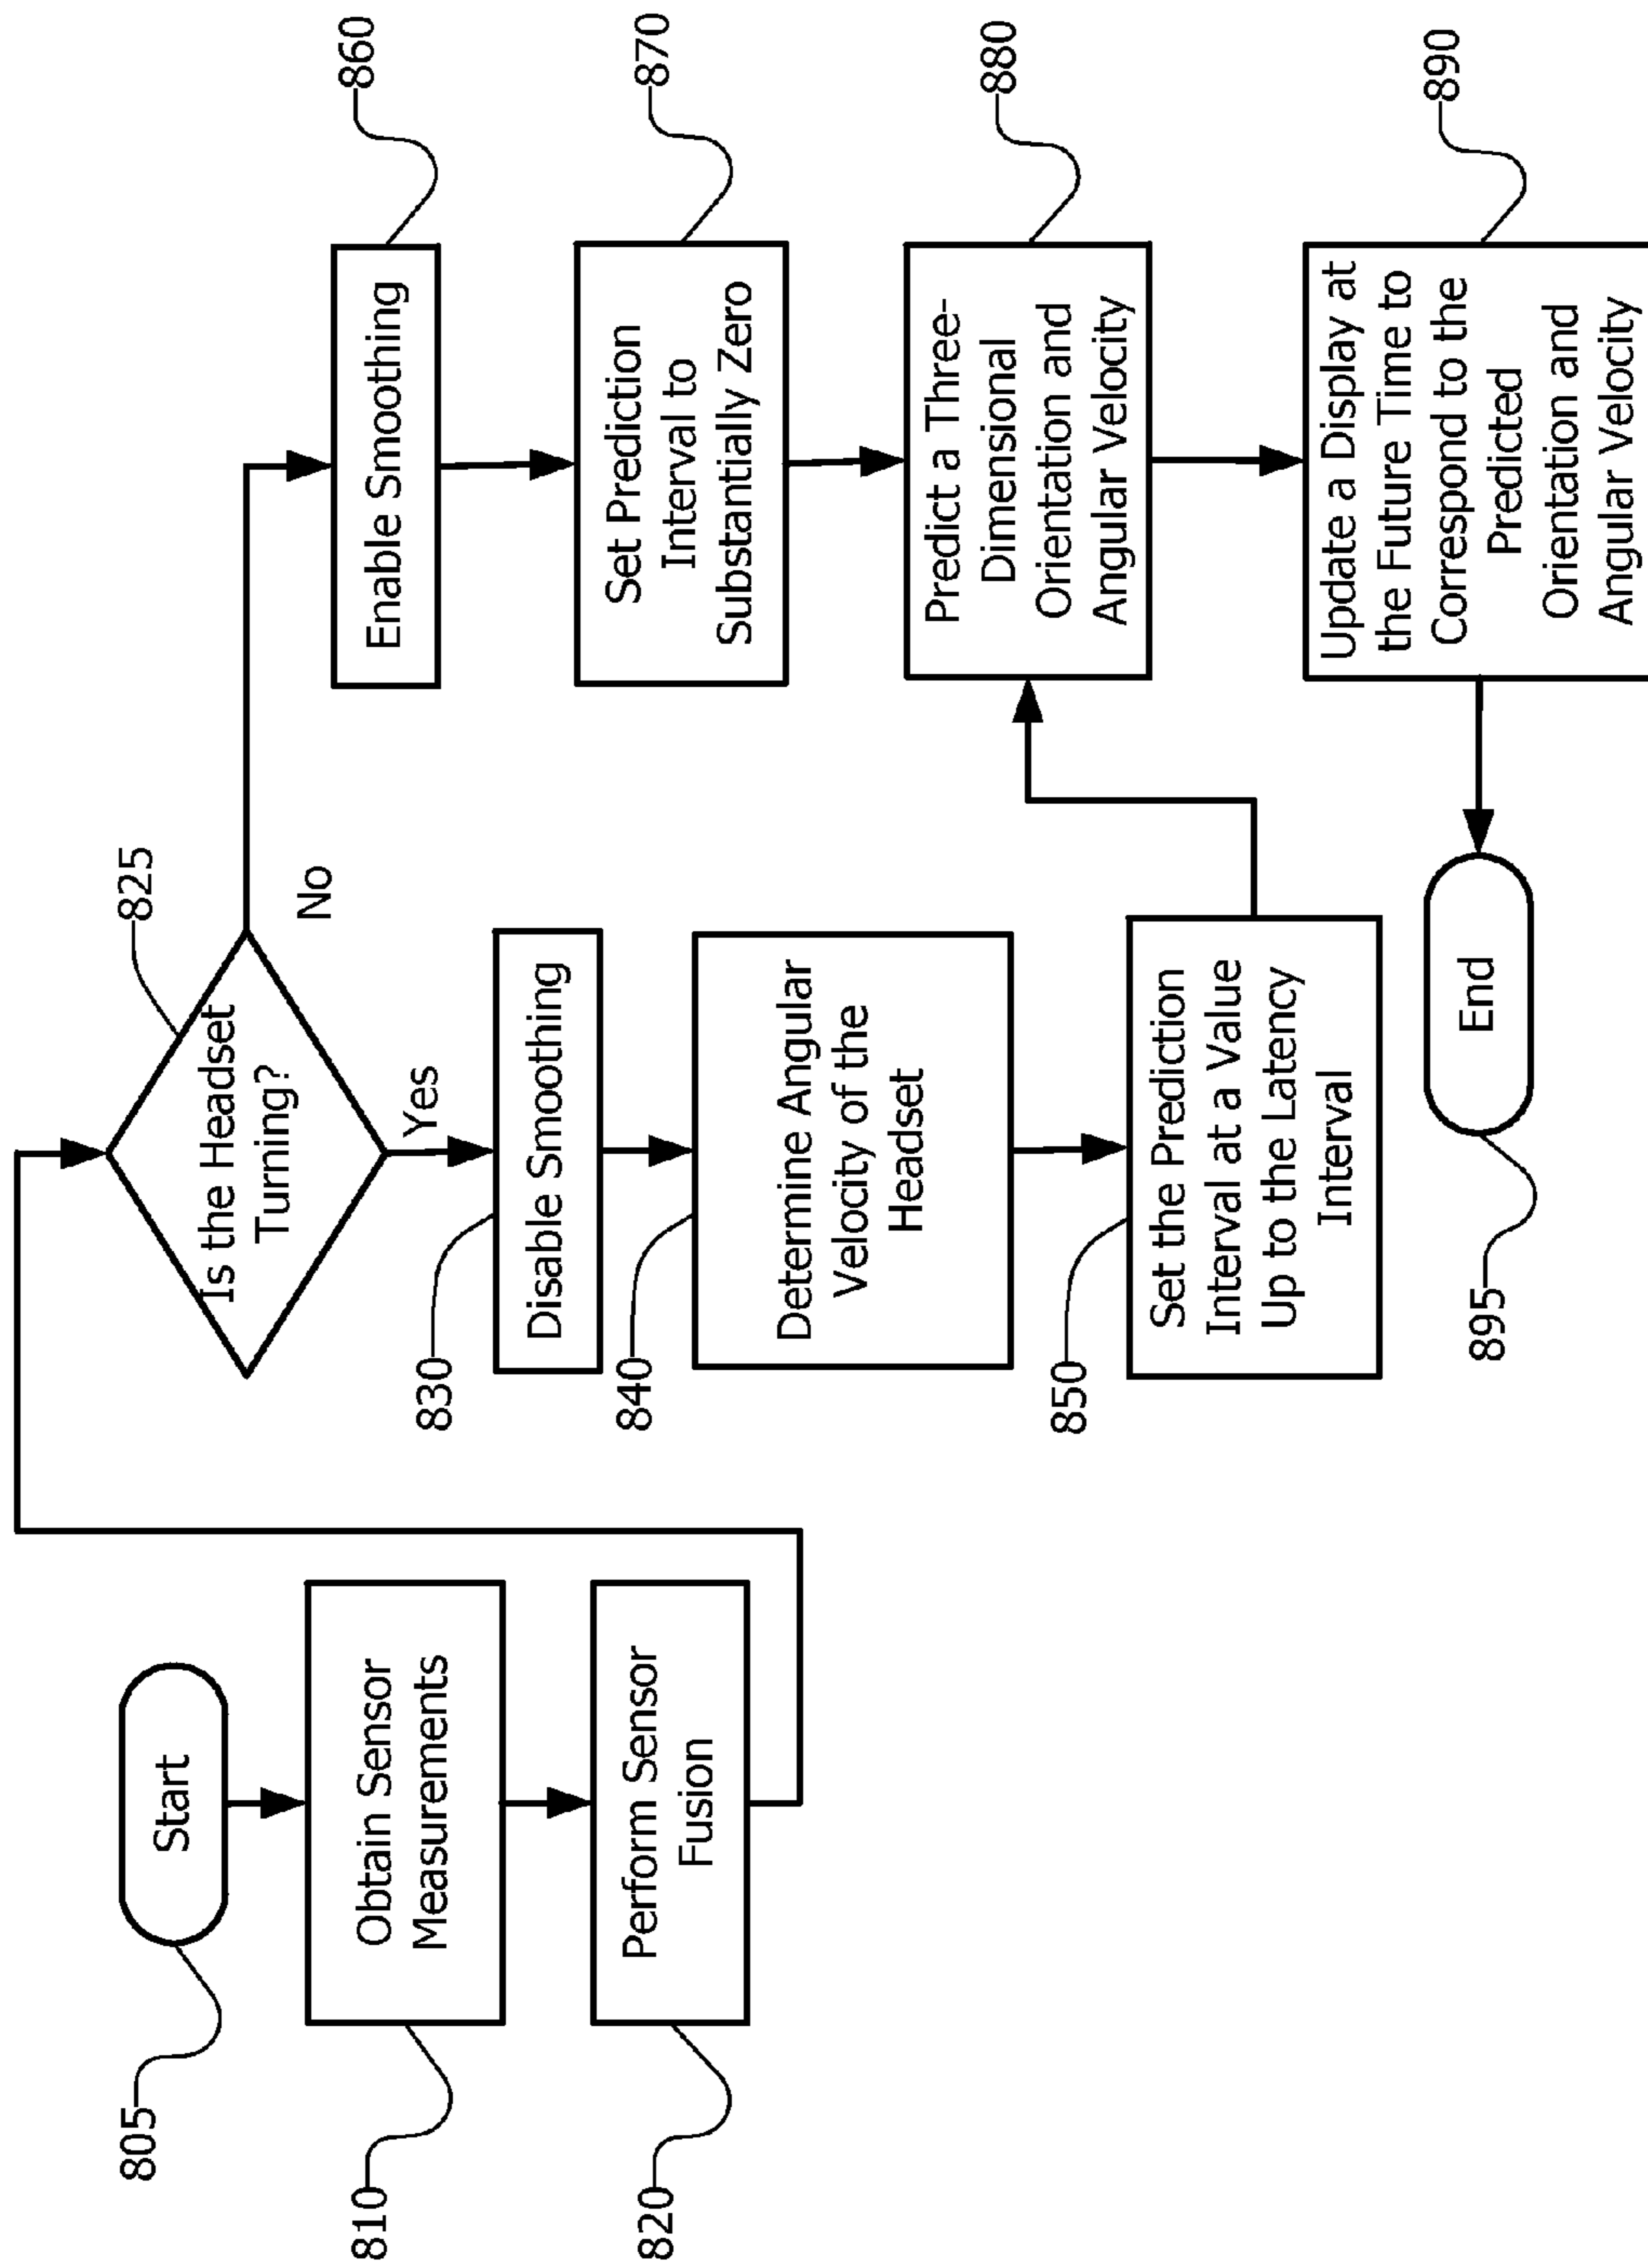 805
Start
810
Obtain Sensor
Measurements
820
Perform Sensor
Fusion
825
Is the Headset
Turning?
Yes
No
830
Disable Smoothing
840
Determine Angular
Velocity of the
Headset
850
Set the Prediction
Interval at a Value
Up to the Latency
Interval
860
Enable Smoothing
870
Set Prediction
Interval to
Substantially Zero
880
Predict a Three-
Dimensional
Orientation and
Angular Velocity
890
Update a Display at
the Future Time to
Correspond to the
Predicted
Orientation and
Angular Velocity
895
End